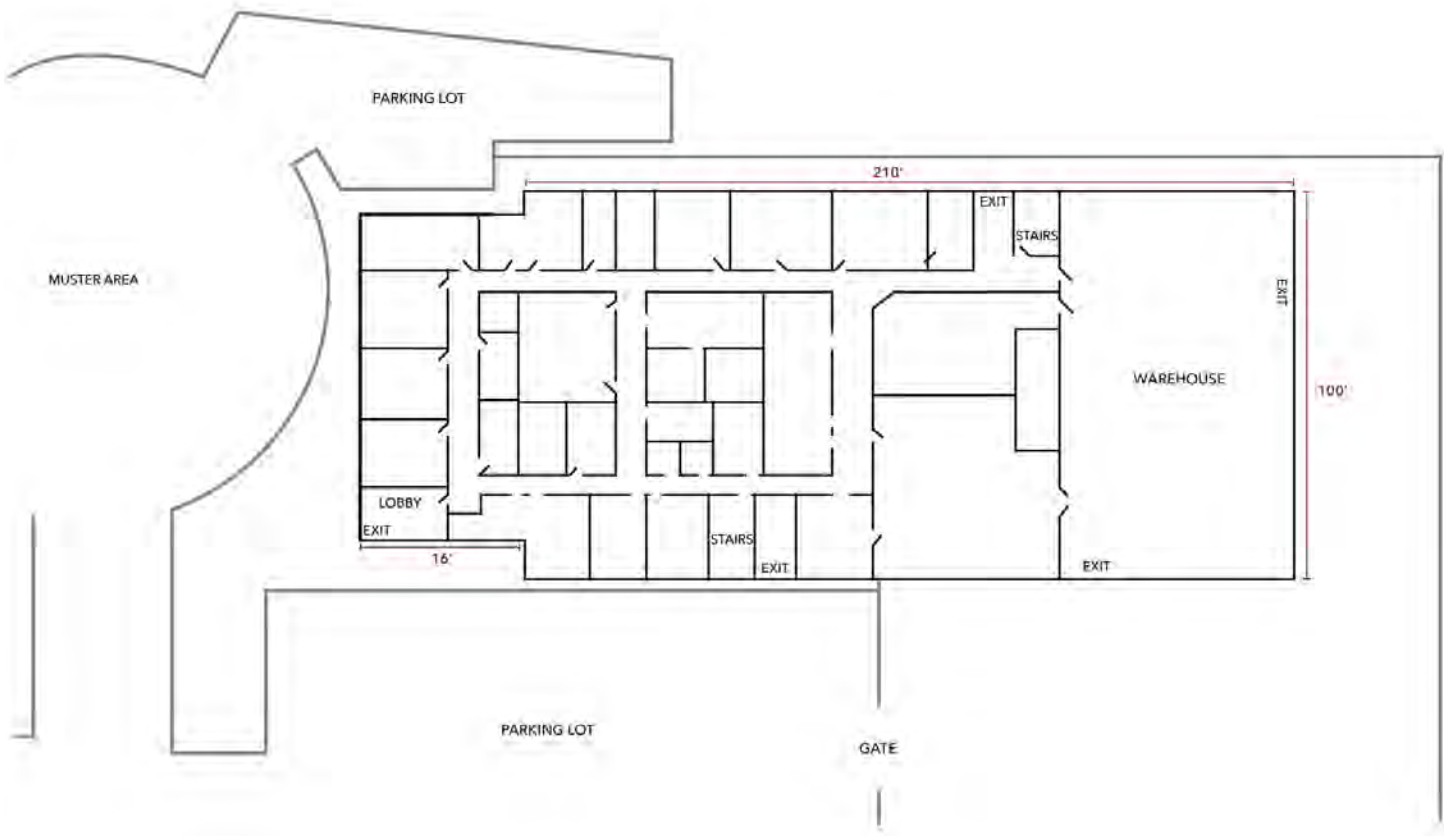 PARKING LOT
210'
EXIT
STAIRS
MUSTER AREA
EXIT
WAREHOUSE
100'
LOBBY
EXIT
16'
STAIRS
EXIT
EXIT
PARKING LOT
GATE